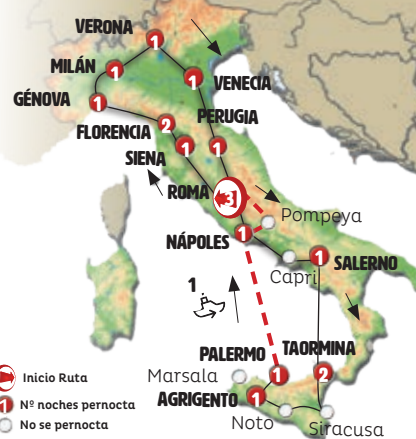 VERONA
1
MILÁN
1
1
VENECIA
GÉNOVA
1
PERUGIA
FLORENCIA
2
1
1
SIENA
ROMA
3
Pompeya
NÁPOLES
1
1
SALERNO
Capri
1
PALERMO
TAORMINA
Marsala
1
2
AGRIGENTO
1
Noto
Siracusa
Inicio Ruta
1 Nº noches pernocta
No se pernocta